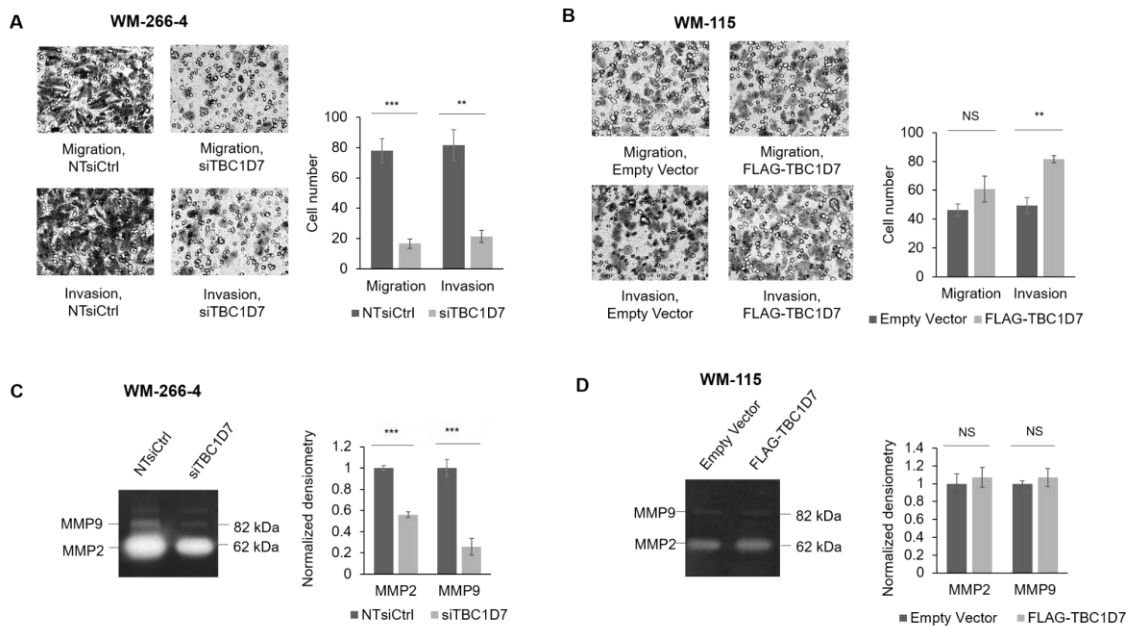 A
WM-266-4
Migration,
NTsiCtrl
Migration,
siTBC1D7
Invasion,
NTsiCtrl
Invasion,
siTBC1D7
Cell number
100
80
60
40
20
0
***
**
Migration
Invasion
NTsiCtrl
siTBC1D7
B
WM-115
Migration,
Empty Vector
Migration,
FLAG-TBC1D7
Invasion,
Empty Vector
Invasion,
FLAG-TBC1D7
Cell number
100
80
60
40
20
0
NS
**
Migration
Invasion
Empty Vector
FLAG-TBC1D7
C
WM-266-4
NTsiCtrl
siTBC1D7
MMP9
82 kDa
MMP2
62 kDa
Normalized densiometry
1.2
1
0.8
0.6
0.4
0.2
0
***
***
MMP2
MMP9
NTsiCtrl
siTBC1D7
D
WM-115
Empty Vector
FLAG-TBC1D7
MMP9
82 kDa
MMP2
62 kDa
Normalized densiometry
1.4
1.2
1
0.8
0.6
0.4
0.2
0
NS
NS
MMP2
MMP9
Empty Vector
FLAG-TBC1D7